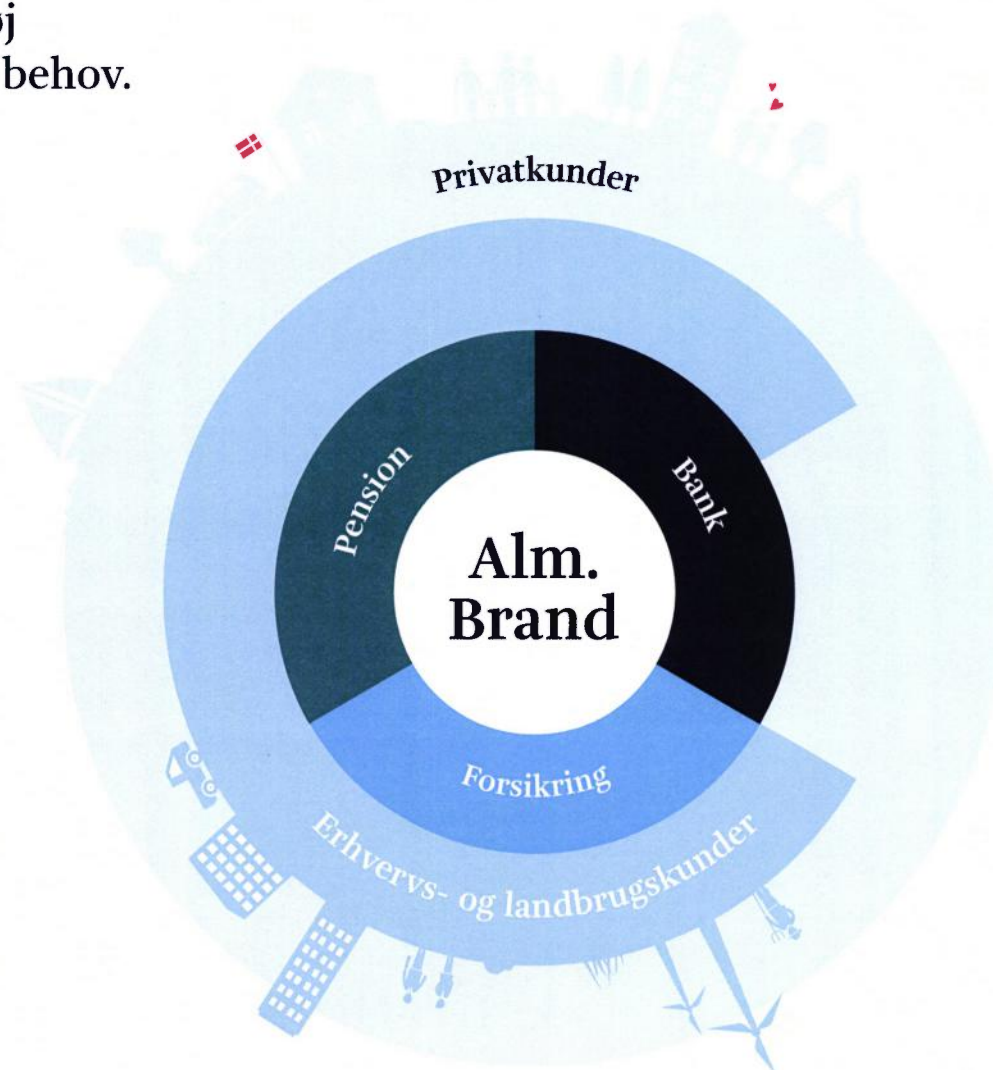 behov.
Privatkunder
Pension
Bank
Alm.
Brand
Forsikring
Erhvervs- og landbrugskunder